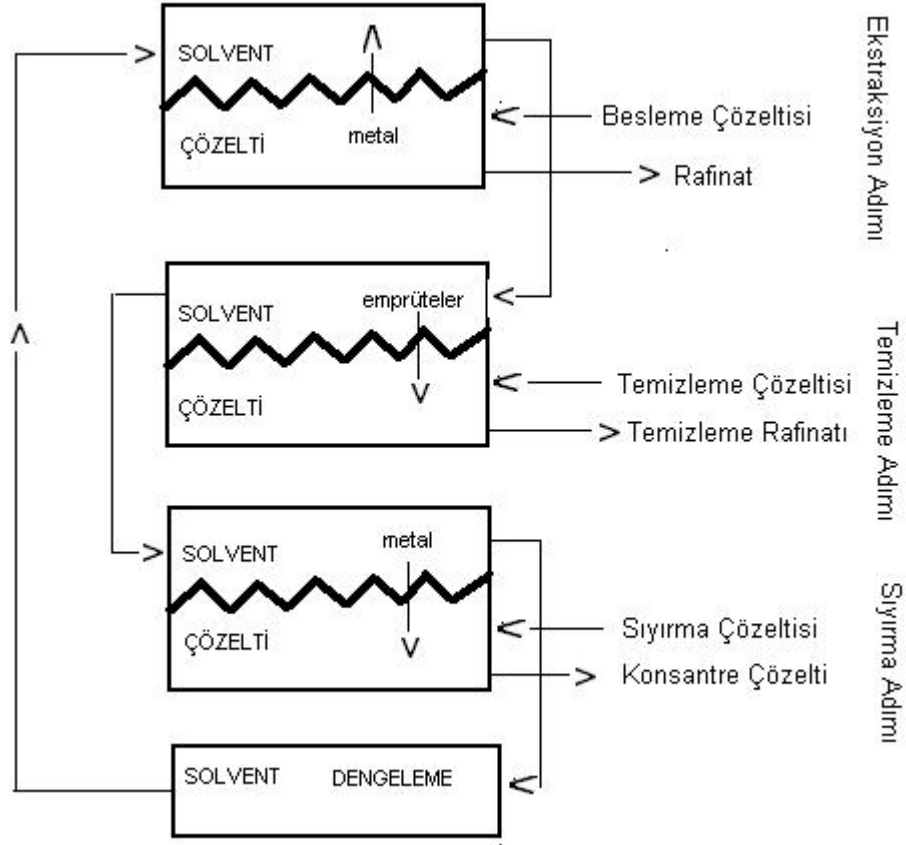 SOLVENT
ÇÖZELTİ
metal
Besleme Çözeltisi
Rafinat
Ekstraksiyon Adımı
SOLVENT
emprüteler
ÇÖZELTİ
Temizleme Çözeltisi
Temizleme Rafinatı
Temizleme Adımı
SOLVENT
metal
ÇÖZELTİ
Sıyırma Çözeltisi
Konsantre Çözelti
Sıyırma Adımı
SOLVENT DENGELEME